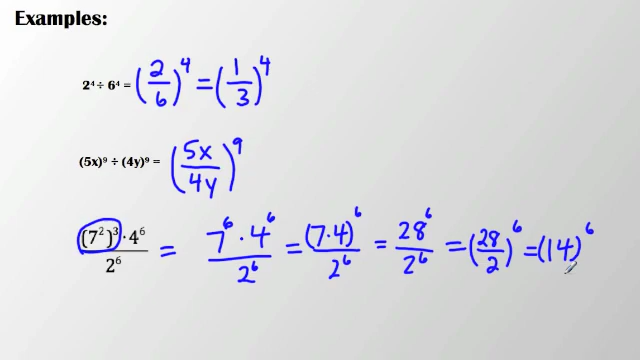 Examples:
2⁴ ÷ 6⁴ = (2/6)⁴ = (1/3)⁴
(5x)⁹ ÷ (4y)⁹ = (5x/4y)⁹
(7²)³ · 4⁶ / 2⁶ = 7⁶ · 4⁶ / 2⁶ = (7·4)⁶ / 2⁶ = 28⁶ / 2⁶ = (28/2)⁶ = (14)⁶